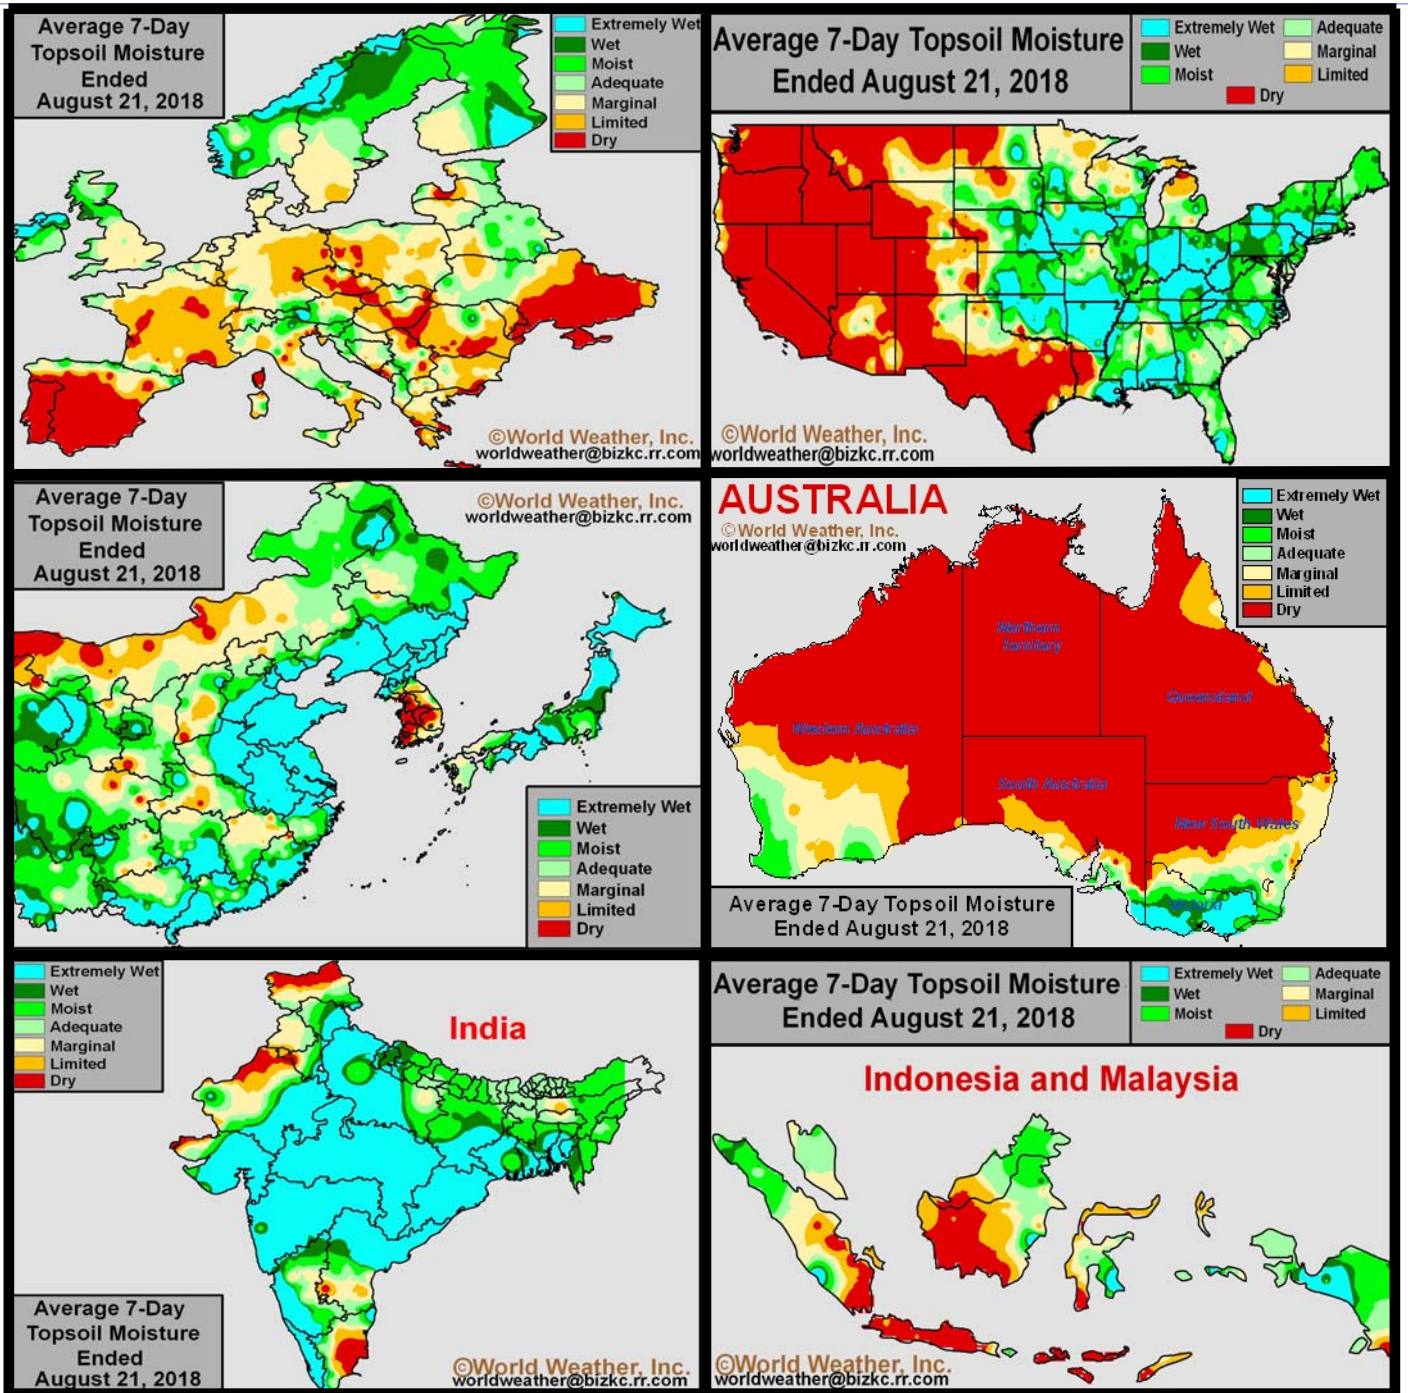 Average 7-Day
Topsoil Moisture
Ended
August 21, 2018
Extremely Wet
Wet
Moist
Adequate
Marginal
Limited
Dry
©World Weather, Inc.
worldweather@bizkc.rr.com
Average 7-Day Topsoil Moisture
Ended August 21, 2018
Extremely Wet
Wet
Moist
Adequate
Marginal
Limited
Dry
©World Weather, Inc.
worldweather@bizkc.rr.com
Average 7-Day
Topsoil Moisture
Ended
August 21, 2018
©World Weather, Inc.
worldweather@bizkc.rr.com
Extremely Wet
Wet
Moist
Adequate
Marginal
Limited
Dry
AUSTRALIA
©World Weather, Inc.
worldweather@bizkc.rr.com
Extremely Wet
Wet
Moist
Adequate
Marginal
Limited
Dry
Northern
Territory
Queensland
Western Australia
South Australia
New South Wales
Victoria
Average 7-Day Topsoil Moisture
Ended August 21, 2018
Extremely Wet
Wet
Moist
Adequate
Marginal
Limited
Dry
India
Average 7-Day
Topsoil Moisture
Ended
August 21, 2018
©World Weather, Inc.
worldweather@bizkc.rr.com
Average 7-Day Topsoil Moisture
Ended August 21, 2018
Extremely Wet
Wet
Moist
Adequate
Marginal
Limited
Dry
Indonesia and Malaysia
©World Weather, Inc.
worldweather@bizkc.rr.com